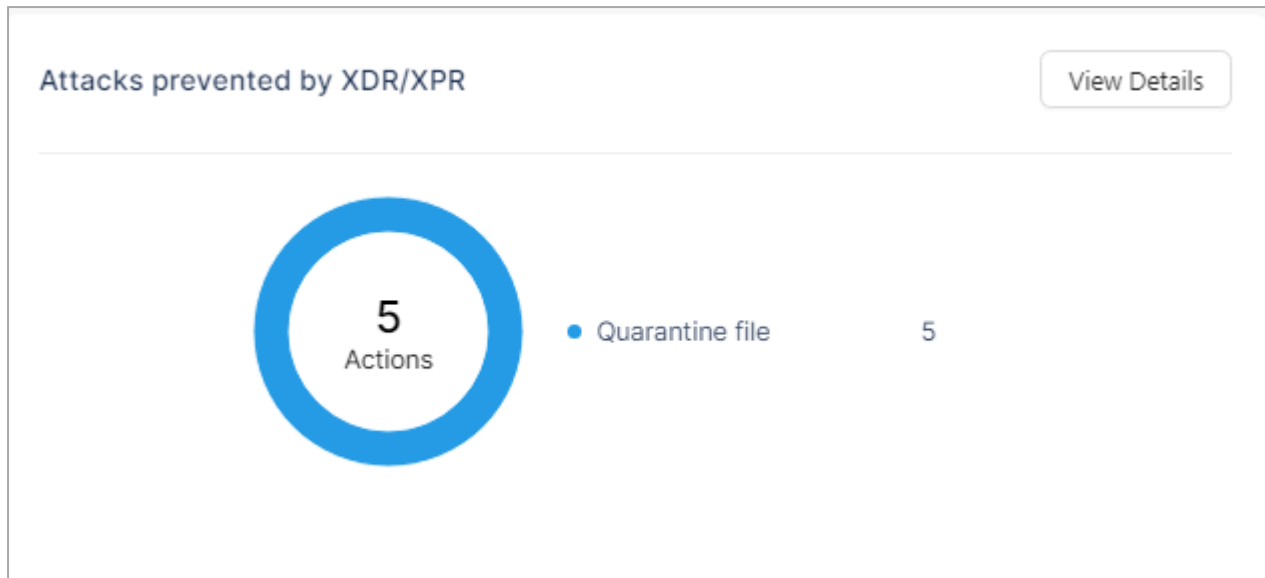 Attacks prevented by XDR/XPR
View Details
5
Actions
Quarantine file 5